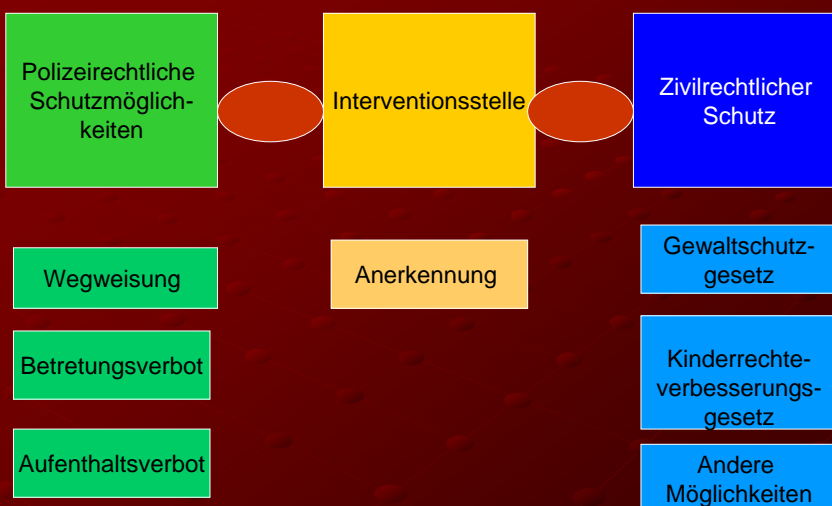 Polizeirechtliche
Schutzmöglich-
keiten
Interventionsstelle
Zivilrechtlicher
Schutz
Wegweisung
Betretungsverbot
Aufenthaltsverbot
Anerkennung
Gewaltschutz-
gesetz
Kinderrechte-
verbesserungs-
gesetz
Andere
Möglichkeiten